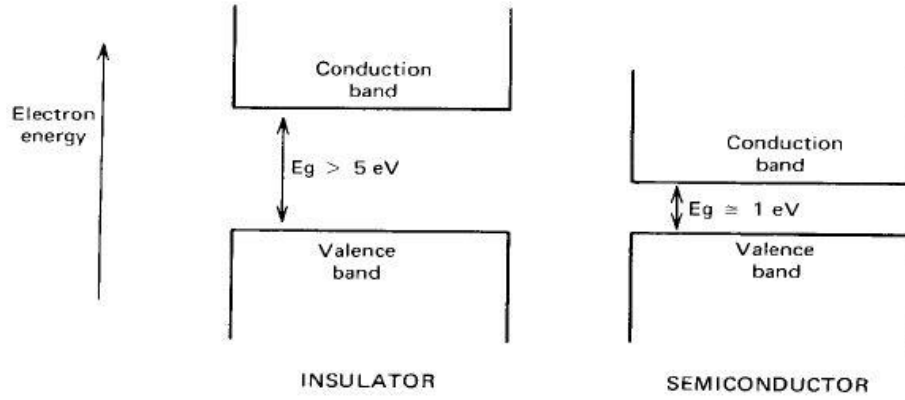 Conduction
band
Electron
energy
Eg > 5 eV
Valence
band
INSULATOR
Conduction
band
Eg ≅ 1 eV
Valence
band
SEMICONDUCTOR